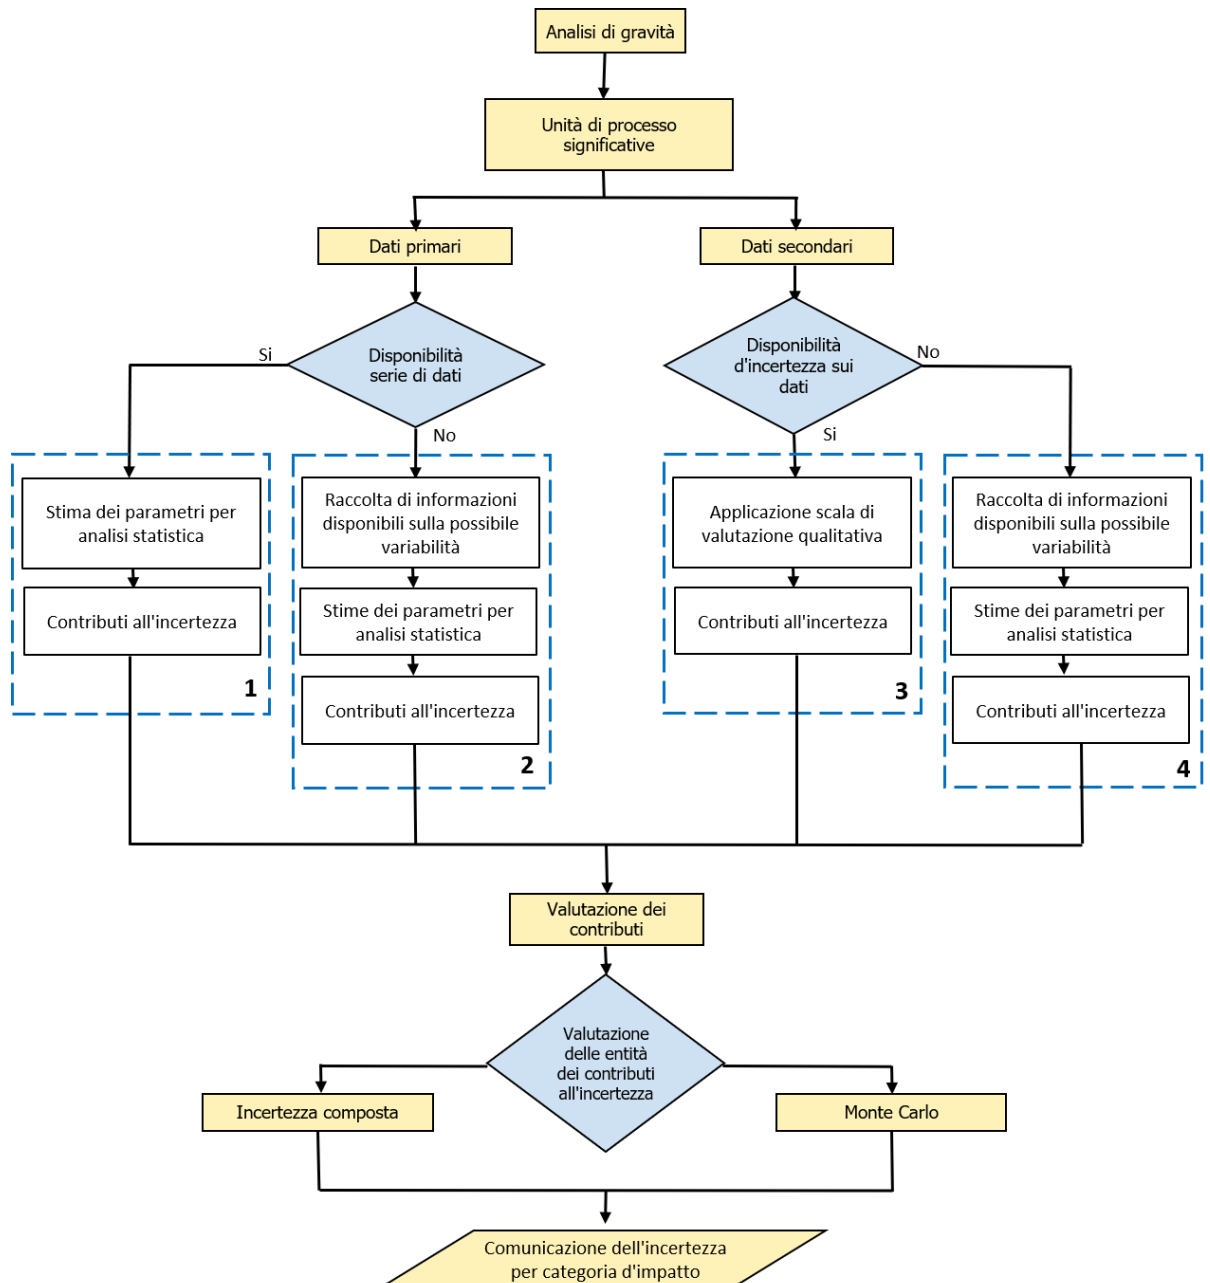 Analisi di gravità
Unità di processo
significative
Dati primari
Dati secondari
Disponibilità
serie di dati
Si
No
Disponibilità
d'incertezza sui
dati
No
Si
Stima dei parametri per
analisi statistica
Contributi all'incertezza
1
Raccolta di informazioni
disponibili sulla possibile
variabilità
Stime dei parametri per
analisi statistica
Contributi all'incertezza
2
Applicazione scala di
valutazione qualitativa
Contributi all'incertezza
3
Raccolta di informazioni
disponibili sulla possibile
variabilità
Stime dei parametri per
analisi statistica
Contributi all'incertezza
4
Valutazione dei
contributi
Valutazione
delle entità
dei contributi
all'incertezza
Incertezza composta
Monte Carlo
Comunicazione dell'incertezza
per categoria d'impatto